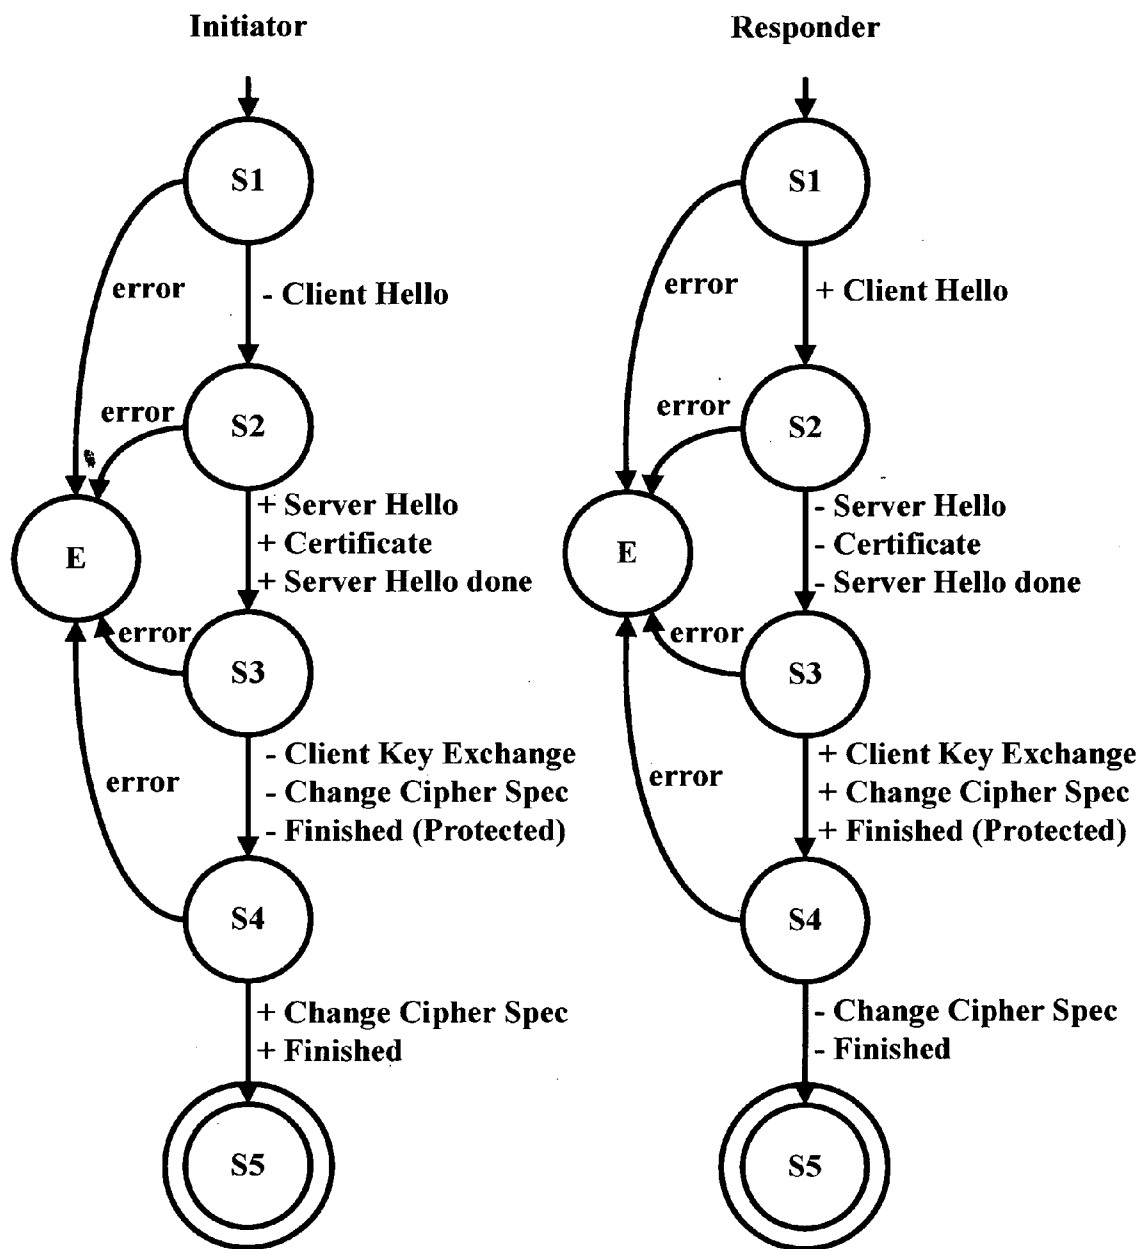 Initiator
S1
error
- Client Hello
error
S2
+ Server Hello
+ Certificate
+ Server Hello done
E
error
S3
- Client Key Exchange
- Change Cipher Spec
- Finished (Protected)
error
S4
+ Change Cipher Spec
+ Finished
S5
Responder
S1
error
+ Client Hello
error
S2
- Server Hello
- Certificate
- Server Hello done
E
error
S3
+ Client Key Exchange
+ Change Cipher Spec
+ Finished (Protected)
error
S4
- Change Cipher Spec
- Finished
S5